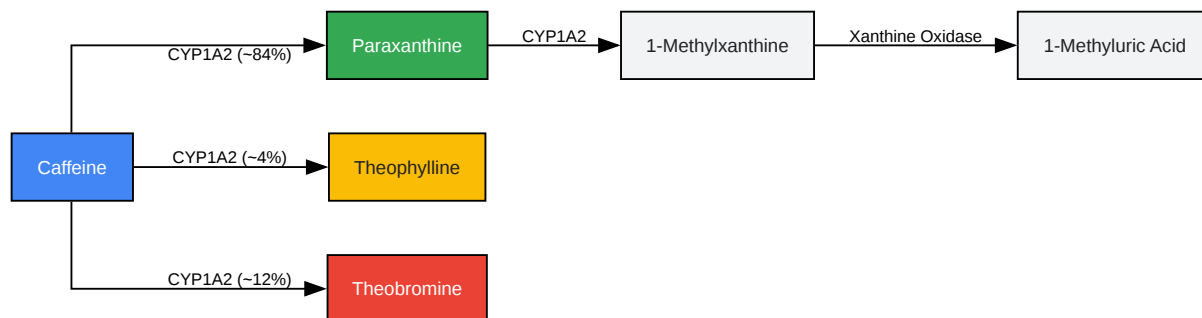 Paraxanthine
CYP1A2
1-Methylxanthine
Xanthine Oxidase
1-Methyluric Acid
CYP1A2 (~84%)
Caffeine
CYP1A2 (~4%)
Theophylline
CYP1A2 (~12%)
Theobromine